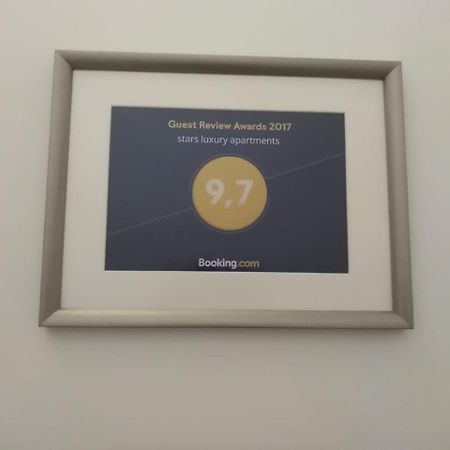 Guest Review Awards 2017
stars luxury apartments
9,7
Booking.com